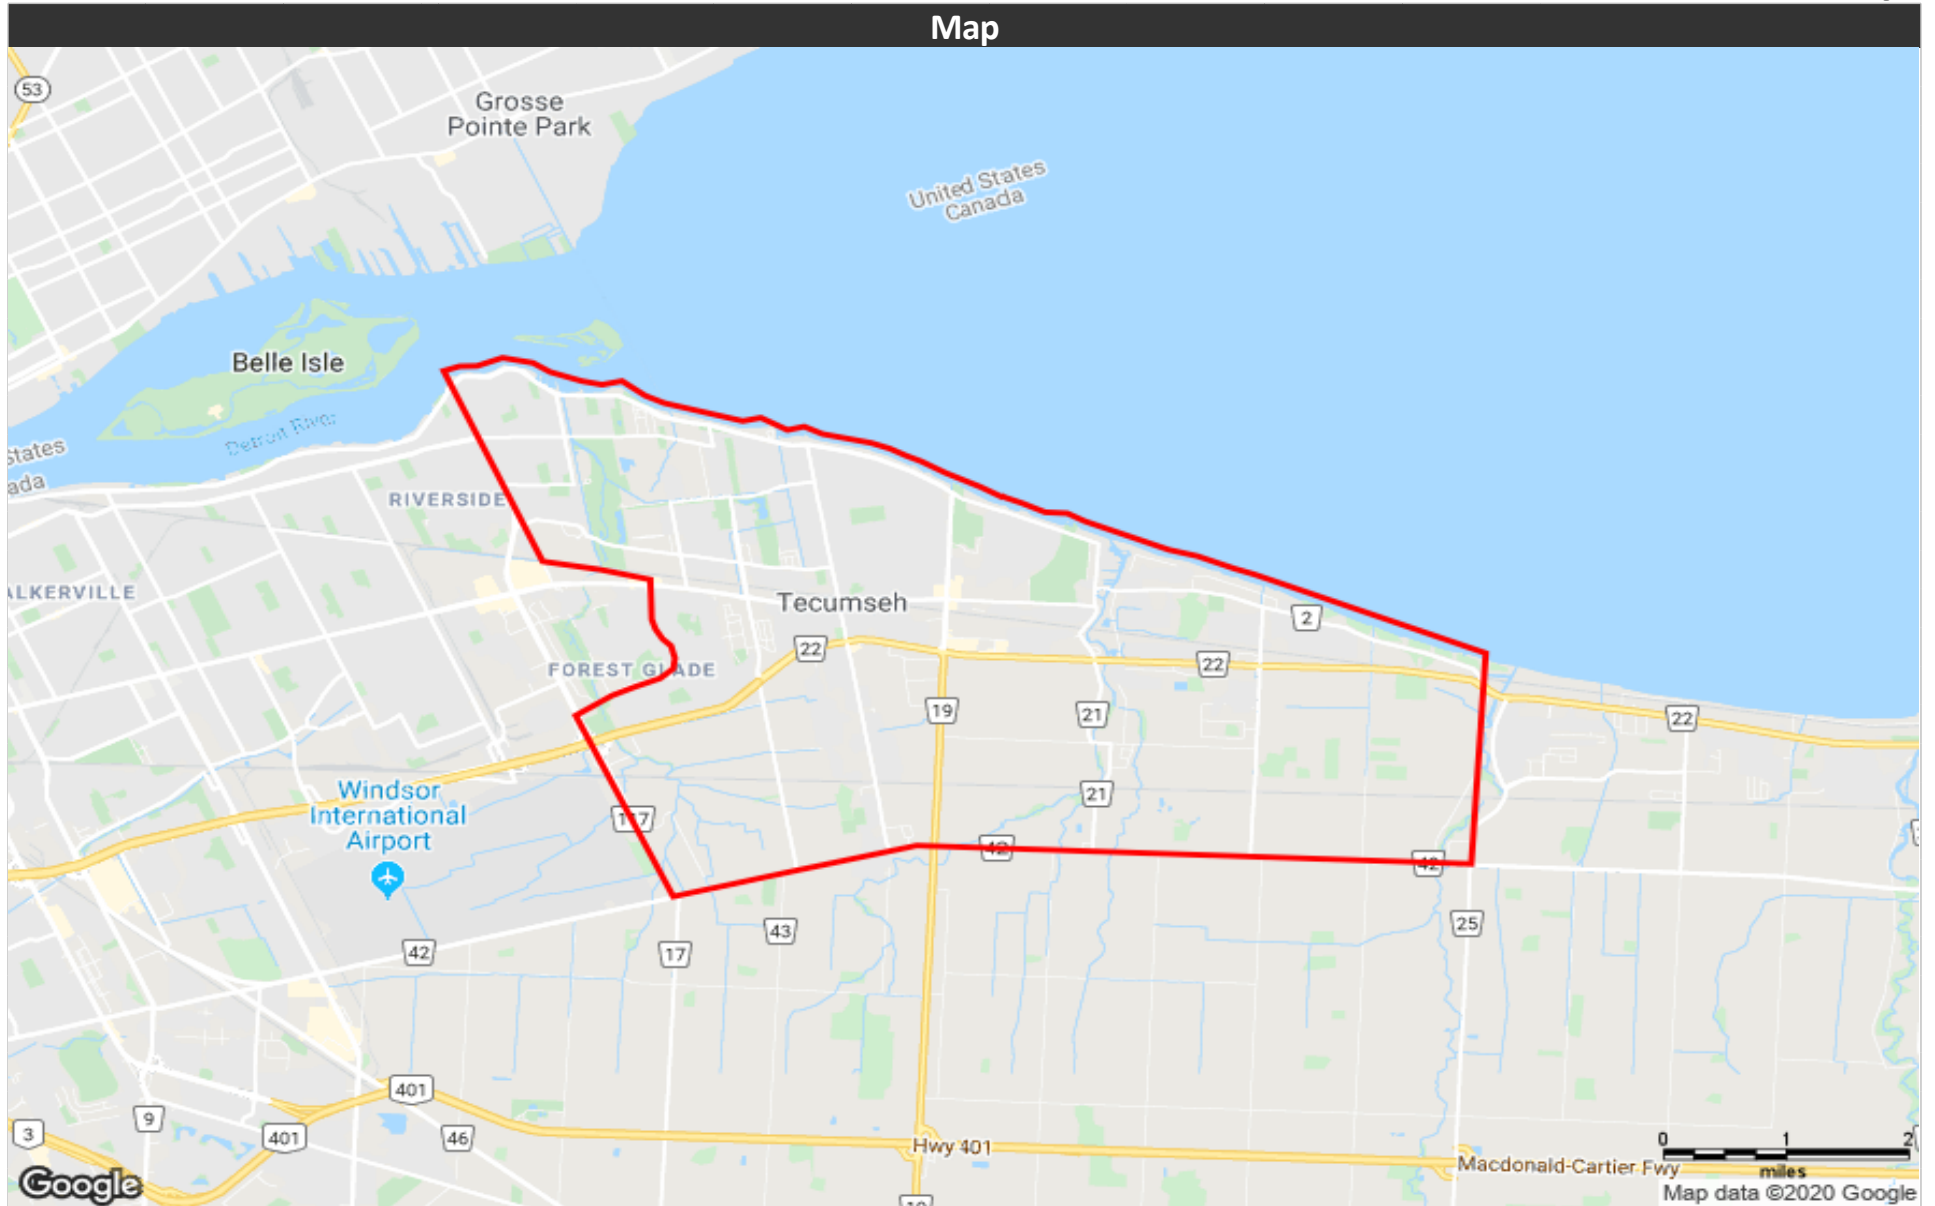 Map
53
Grosse
Pointe Park
United States
Canada
Belle Isle
Detroit River
States
ada
RIVERSIDE
ALKERVILLE
Tecumseh
2
FOREST GLADE
22
22
19
21
22
Windsor
International
Airport
21
117
42
42
42
43
17
25
401
9
3
401
46
Hwy 401
Macdonald-Cartier Fwy
0 1 2
miles
Google
Map data ©2020 Google